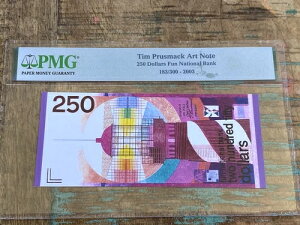 PMG®
PAPER MONEY GUARANTY
Tim Prusmack Art Note
250 Dollars Fun National Bank
183/300 - 2003
250
two hundred
dollars